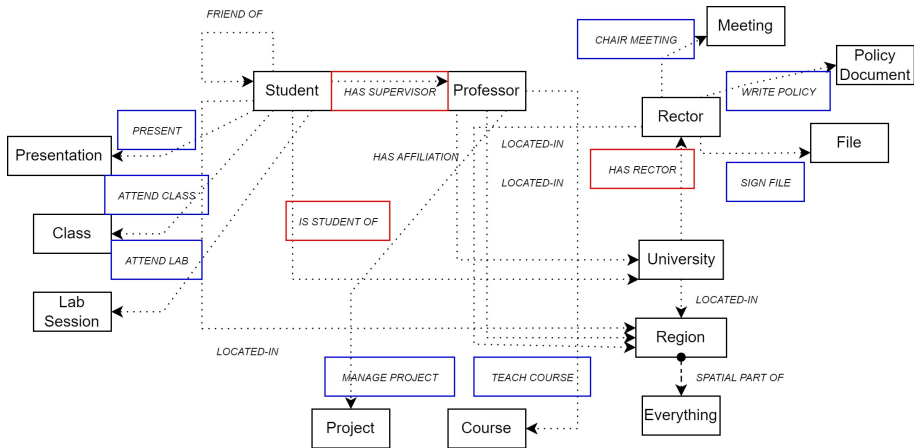 FRIEND OF
Meeting
CHAIR MEETING
Policy
Document
Student
HAS SUPERVISOR
Professor
WRITE POLICY
Rector
PRESENT
File
Presentation
HAS AFFILIATION
LOCATED-IN
HAS RECTOR
LOCATED-IN
SIGN FILE
ATTEND CLASS
IS STUDENT OF
Class
ATTEND LAB
University
Lab
Session
LOCATED-IN
Region
LOCATED-IN
MANAGE PROJECT
TEACH COURSE
SPATIAL PART OF
Everything
Project
Course